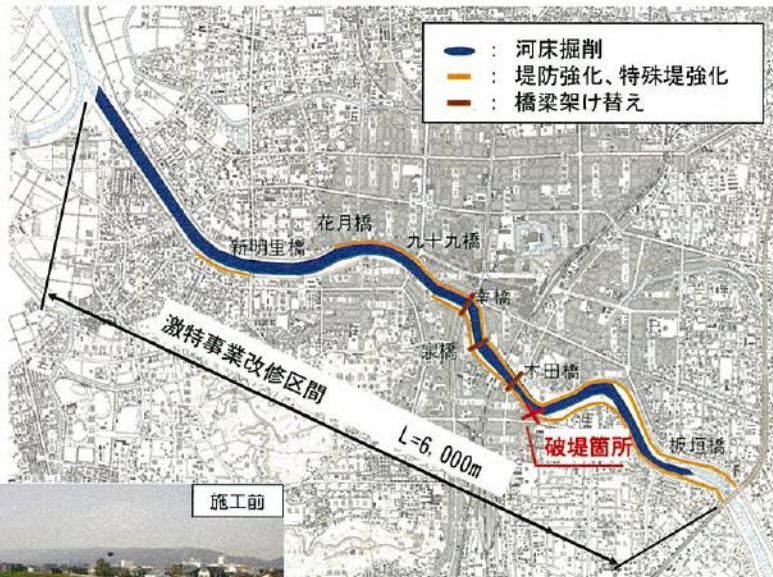 ： 河床掘削
： 堤防強化、特殊堤強化
： 橋梁架け替え
花月橋
九十九橋
新明里橋
幸橋
泉橋
木田橋
激特事業改修区間
L=6,000m
破堤箇所
板垣橋
施工前